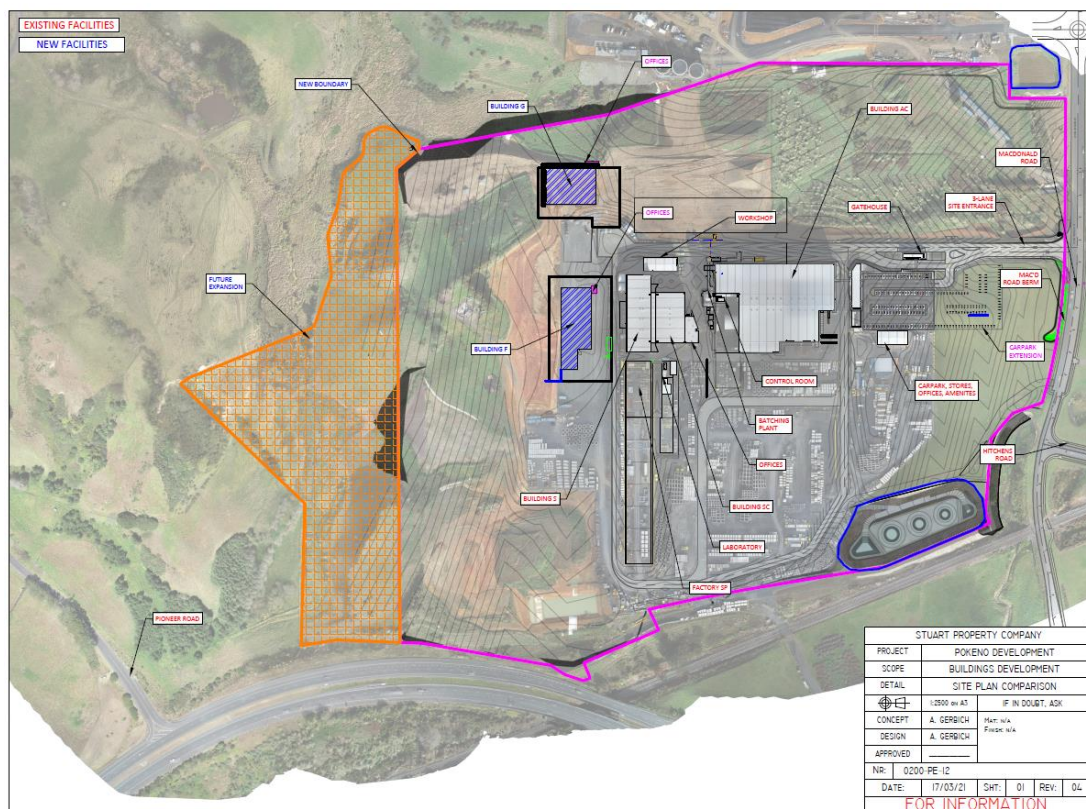 EXISTING FACILITIES
NEW FACILITIES
OFFICES
NEW BOUNDARY
BUILDING G
BUILDING AC
MACDONALD
ROAD
OFFICES
WORKSHOP
GATEHOUSE
3-LANE
SITE ENTRANCE
FUTURE
EXPANSION
MAC'D
ROAD BERM
BUILDING F
CARPARK
EXTENSION
CONTROL ROOM
CARPARK, STORES,
OFFICES, AMENITES
BATCHING
PLANT
HITCHENS
ROAD
OFFICES
BUILDING S
BUILDING SC
LABORATORY
FACTORY SP
PIONEER ROAD
STUART PROPERTY COMPANY
PROJECT POKENO DEVELOPMENT
SCOPE BUILDINGS DEVELOPMENT
DETAIL SITE PLAN COMPARISON
1:2500 on A3 IF IN DOUBT, ASK
CONCEPT A. GERBICH Mat: N/A
Finish: N/A
DESIGN A. GERBICH
APPROVED
NR: 0200-PE-12
DATE: 17/03/21 SHT: 01 REV: 04
FOR INFORMATION